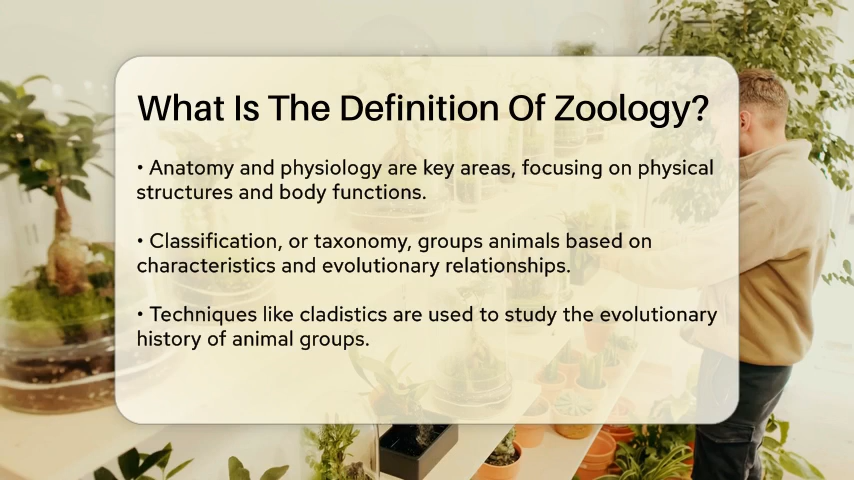 What Is The Definition Of Zoology?
• Anatomy and physiology are key areas, focusing on physical
structures and body functions.
• Classification, or taxonomy, groups animals based on
characteristics and evolutionary relationships.
• Techniques like cladistics are used to study the evolutionary
history of animal groups.